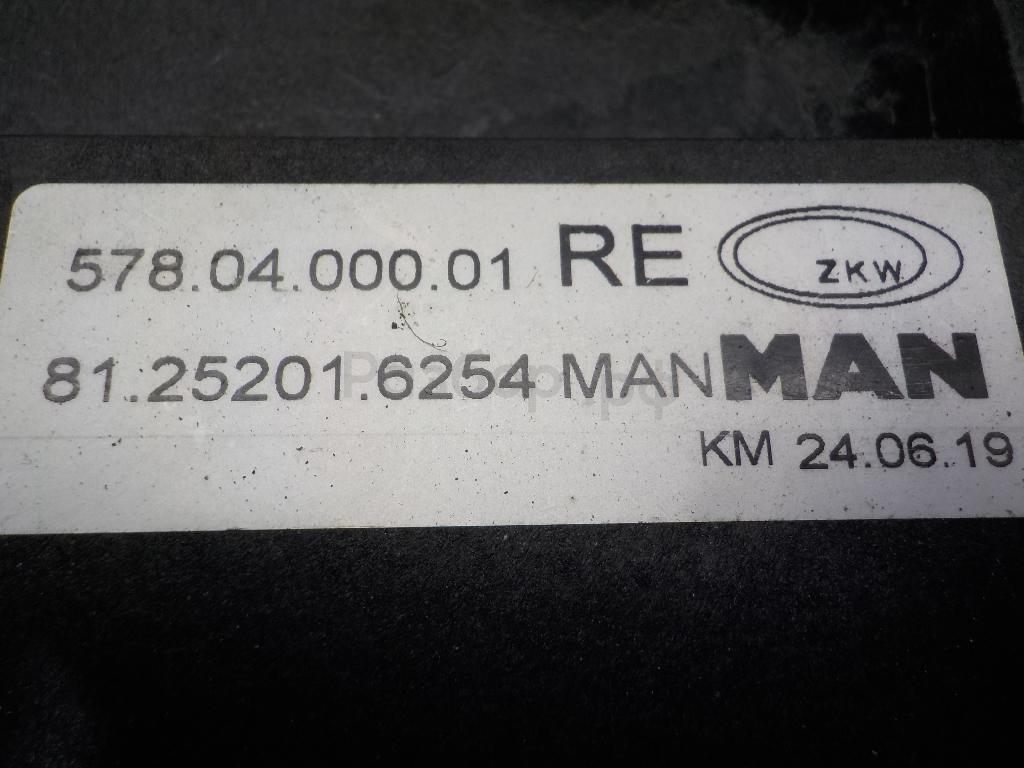 578.04.000.01 RE ZKW
81.25201.6254 MAN MAN
KM 24.06.19